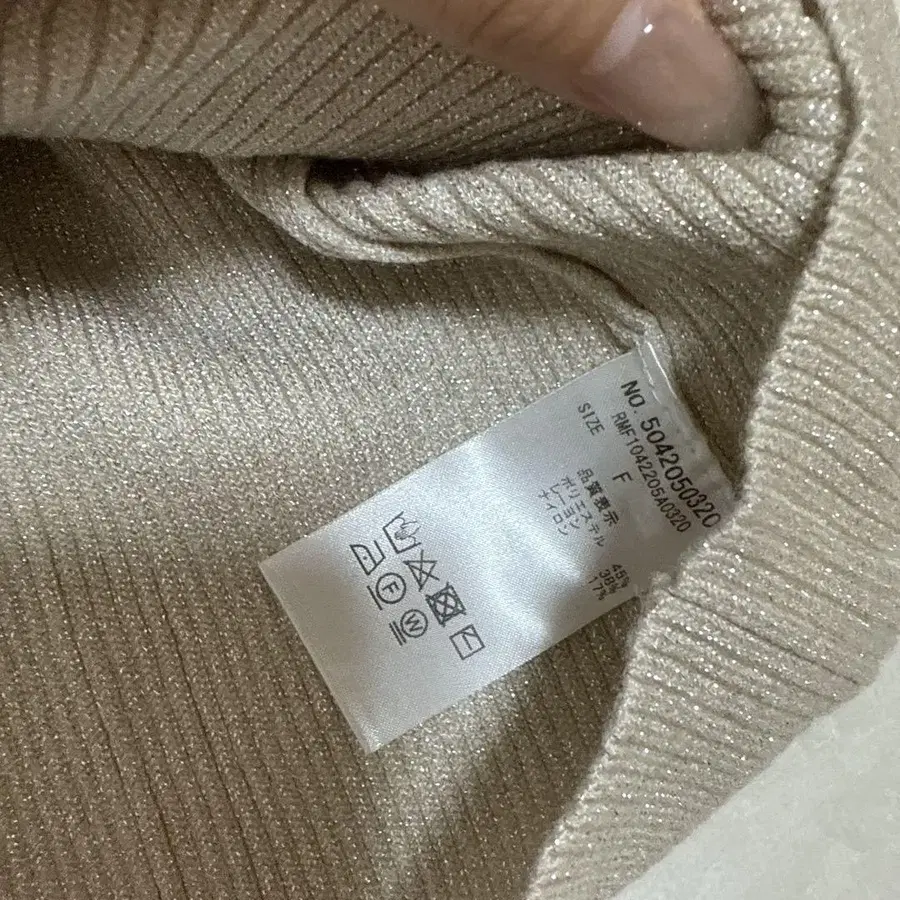 NO. 5042050320
RMF1042205A0320
SIZE F
品質表示
ポリエステル 45%
レーヨン 38%
ナイロン 17%
F W